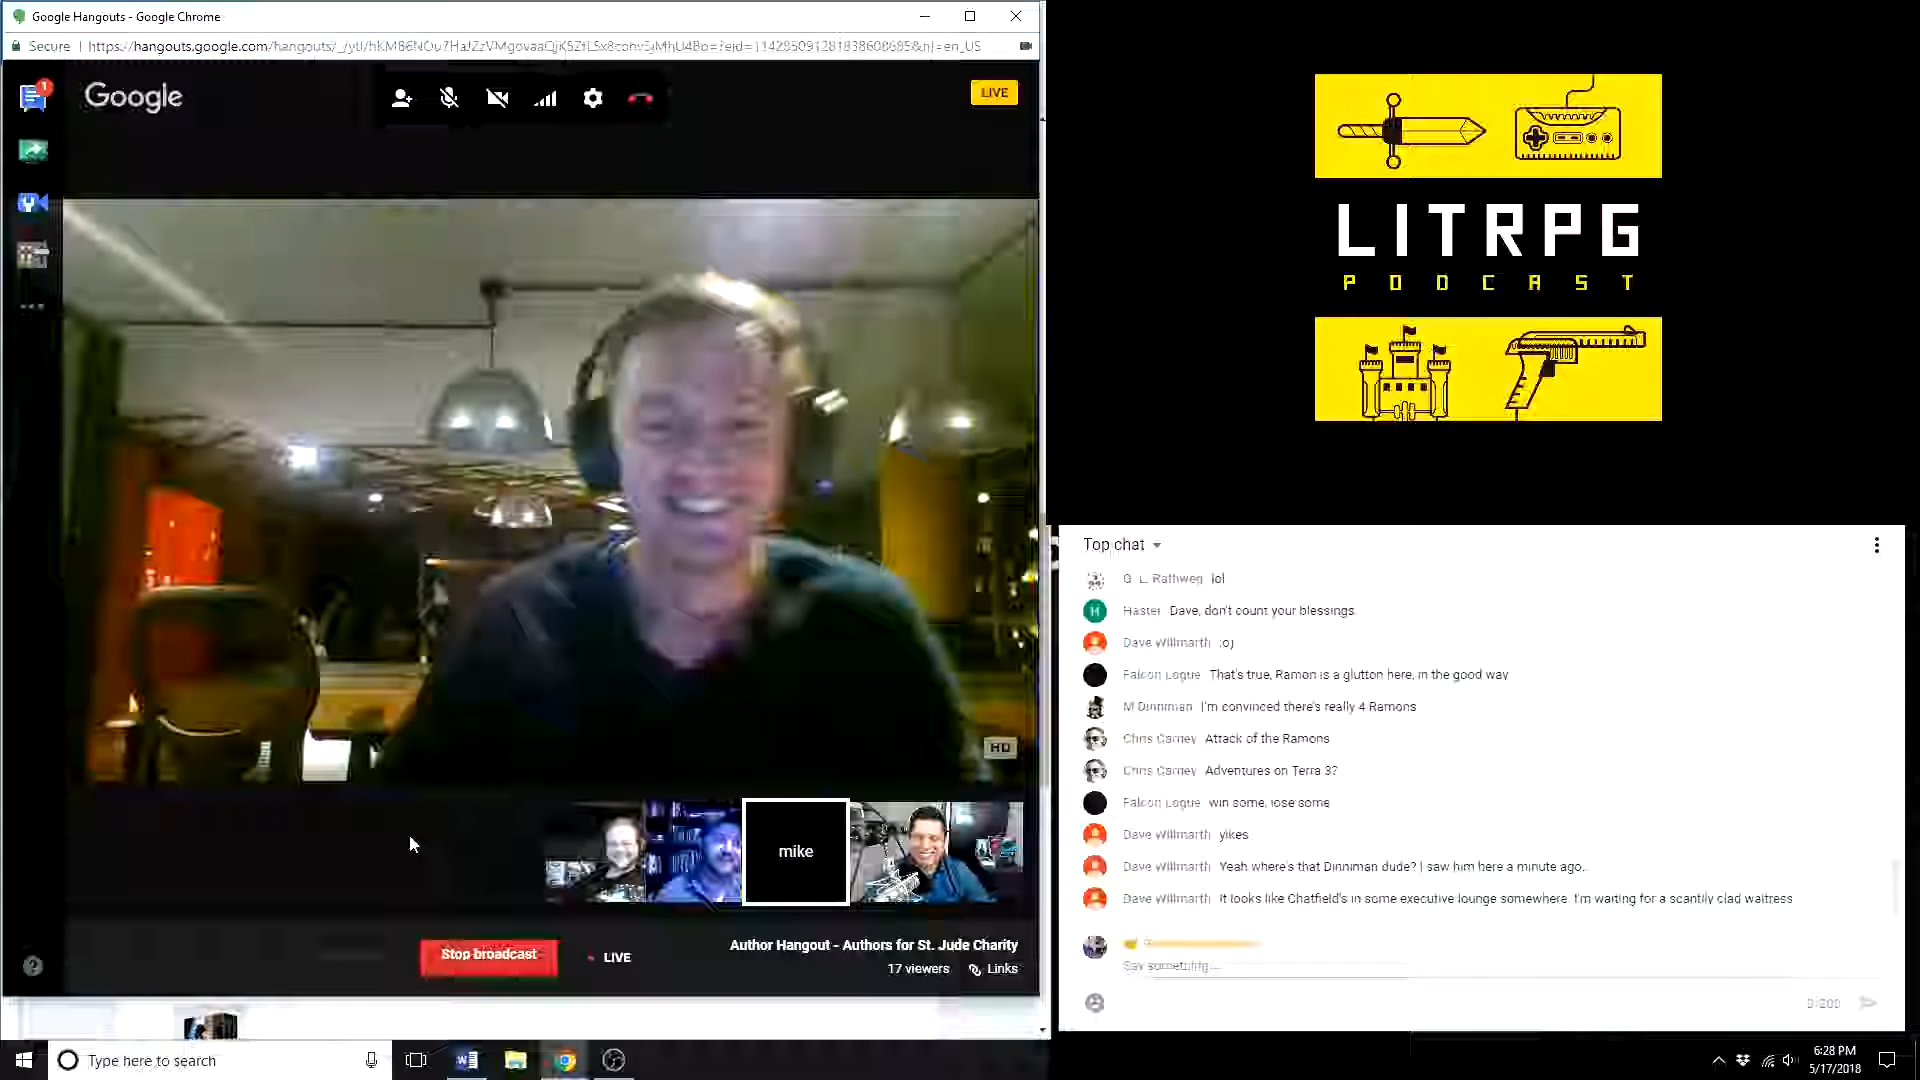 Google Hangouts - Google Chrome
Secure
1
Google
LIVE
HD
mike
Stop broadcast
LIVE
Author Hangout - Authors for St. Jude Charity
17 viewers
Links
LITRPG
PODCAST
Top chat
G. L. Rathweg lol
Haster Dave, don't count your blessings.
Dave Willmarth :o)
Falcon Logue That's true, Ramon is a glutton here, in the good way
M Dinniman I'm convinced there's really 4 Ramons
Chris Carney Attack of the Ramons
Chris Carney Adventures on Terra 3?
Falcon Logue win some, lose some
Dave Willmarth yikes
Dave Willmarth Yeah where's that Dinniman dude? I saw him here a minute ago..
Dave Willmarth It looks like Chatfield's in some executive lounge somewhere. I'm waiting for a scantily clad waitress
Say something...
0/200
Type here to search
6:28 PM
5/17/2018